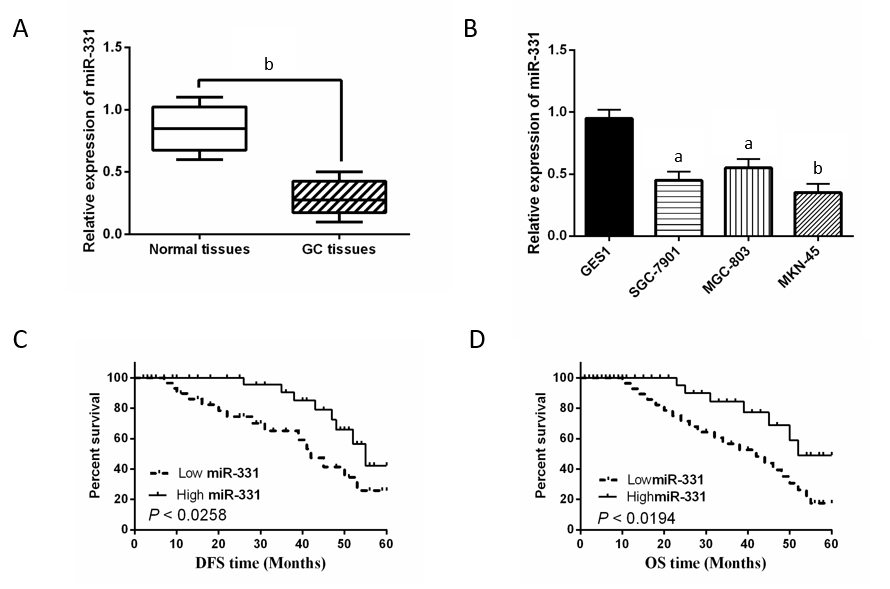 A
Relative expression of miR-331
1.5
1.0
0.5
0.0
b
Normal tissues
GC tissues
B
Relative expression of miR-331
1.5
1.0
0.5
0.0
a
a
b
GES1
SGC-7901
MGC-803
MKN-45
C
Percent survival
100
80
60
40
20
0
Low miR-331
High miR-331
P < 0.0258
0 10 20 30 40 50 60
DFS time (Months)
D
Percent survival
100
80
60
40
20
0
LowmiR-331
HighmiR-331
P < 0.0194
0 10 20 30 40 50 60
OS time (Months)